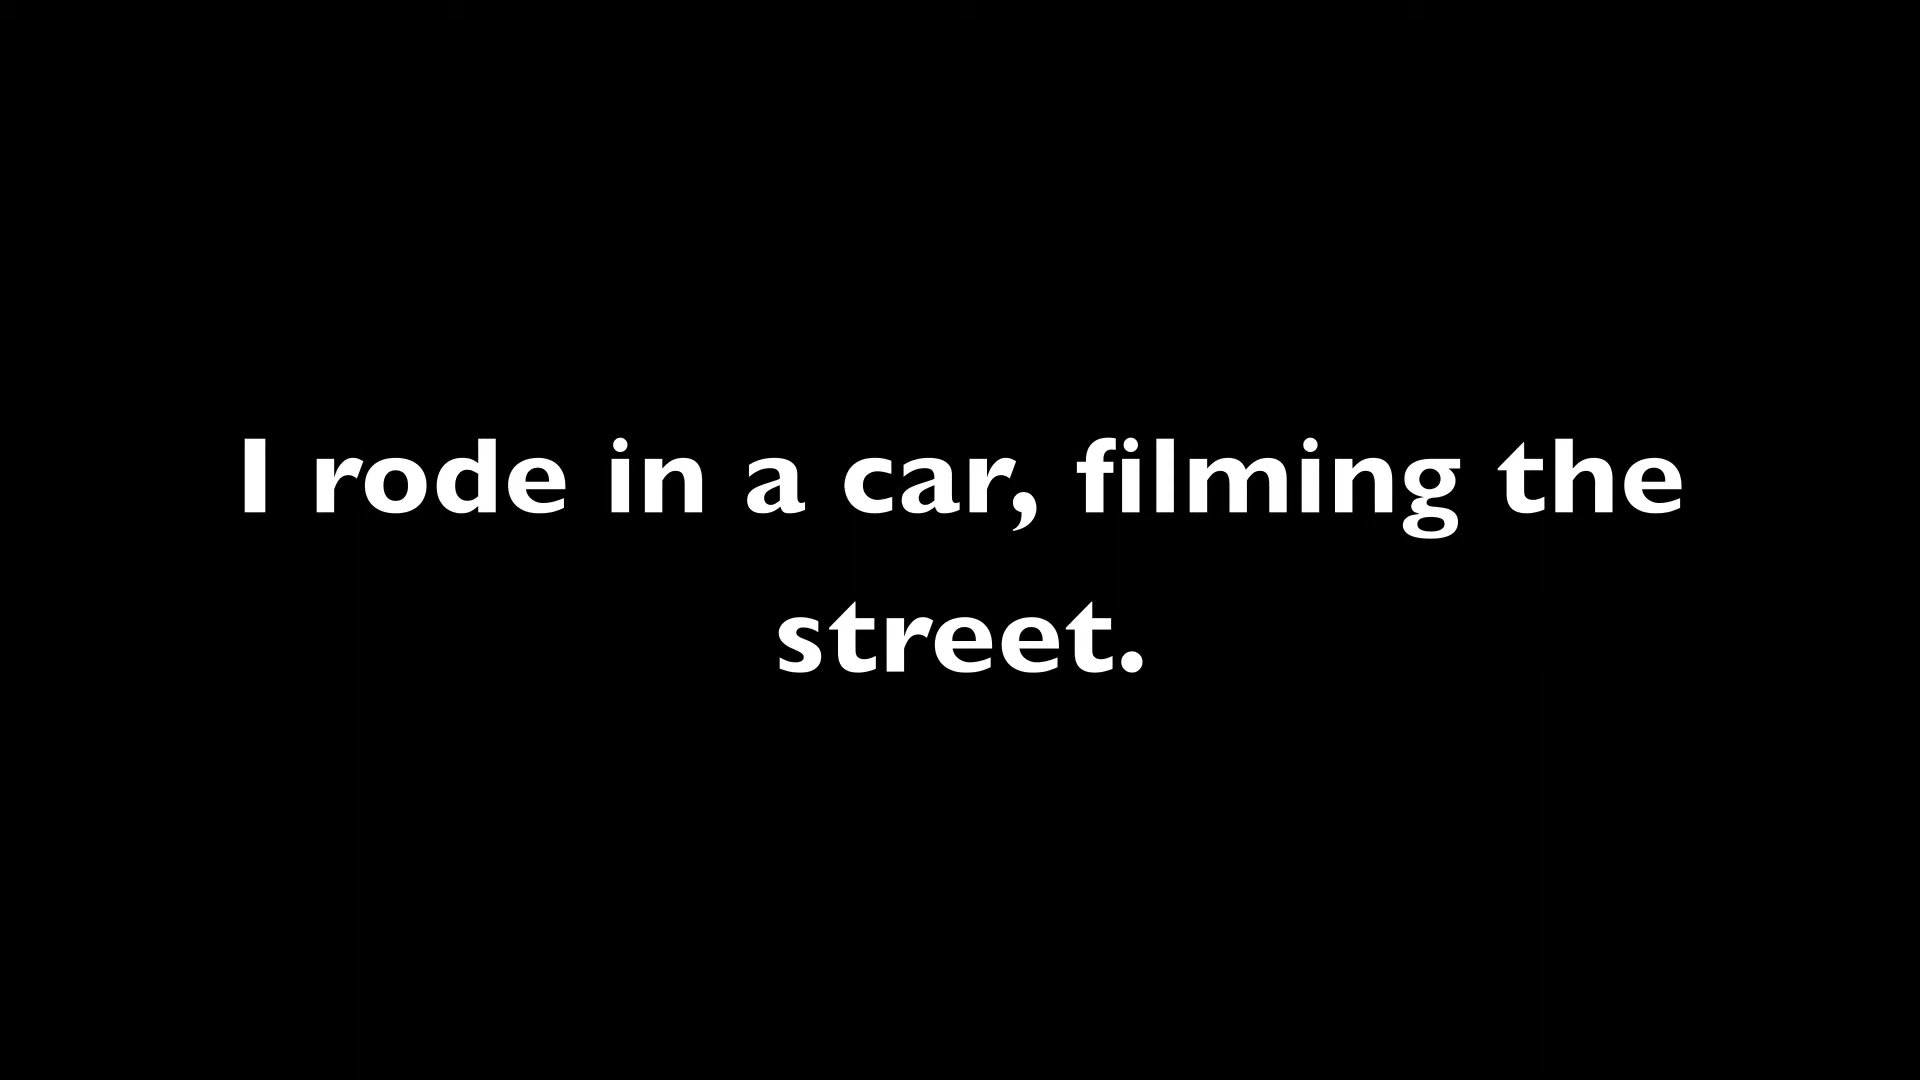 I rode in a car, filming the
street.